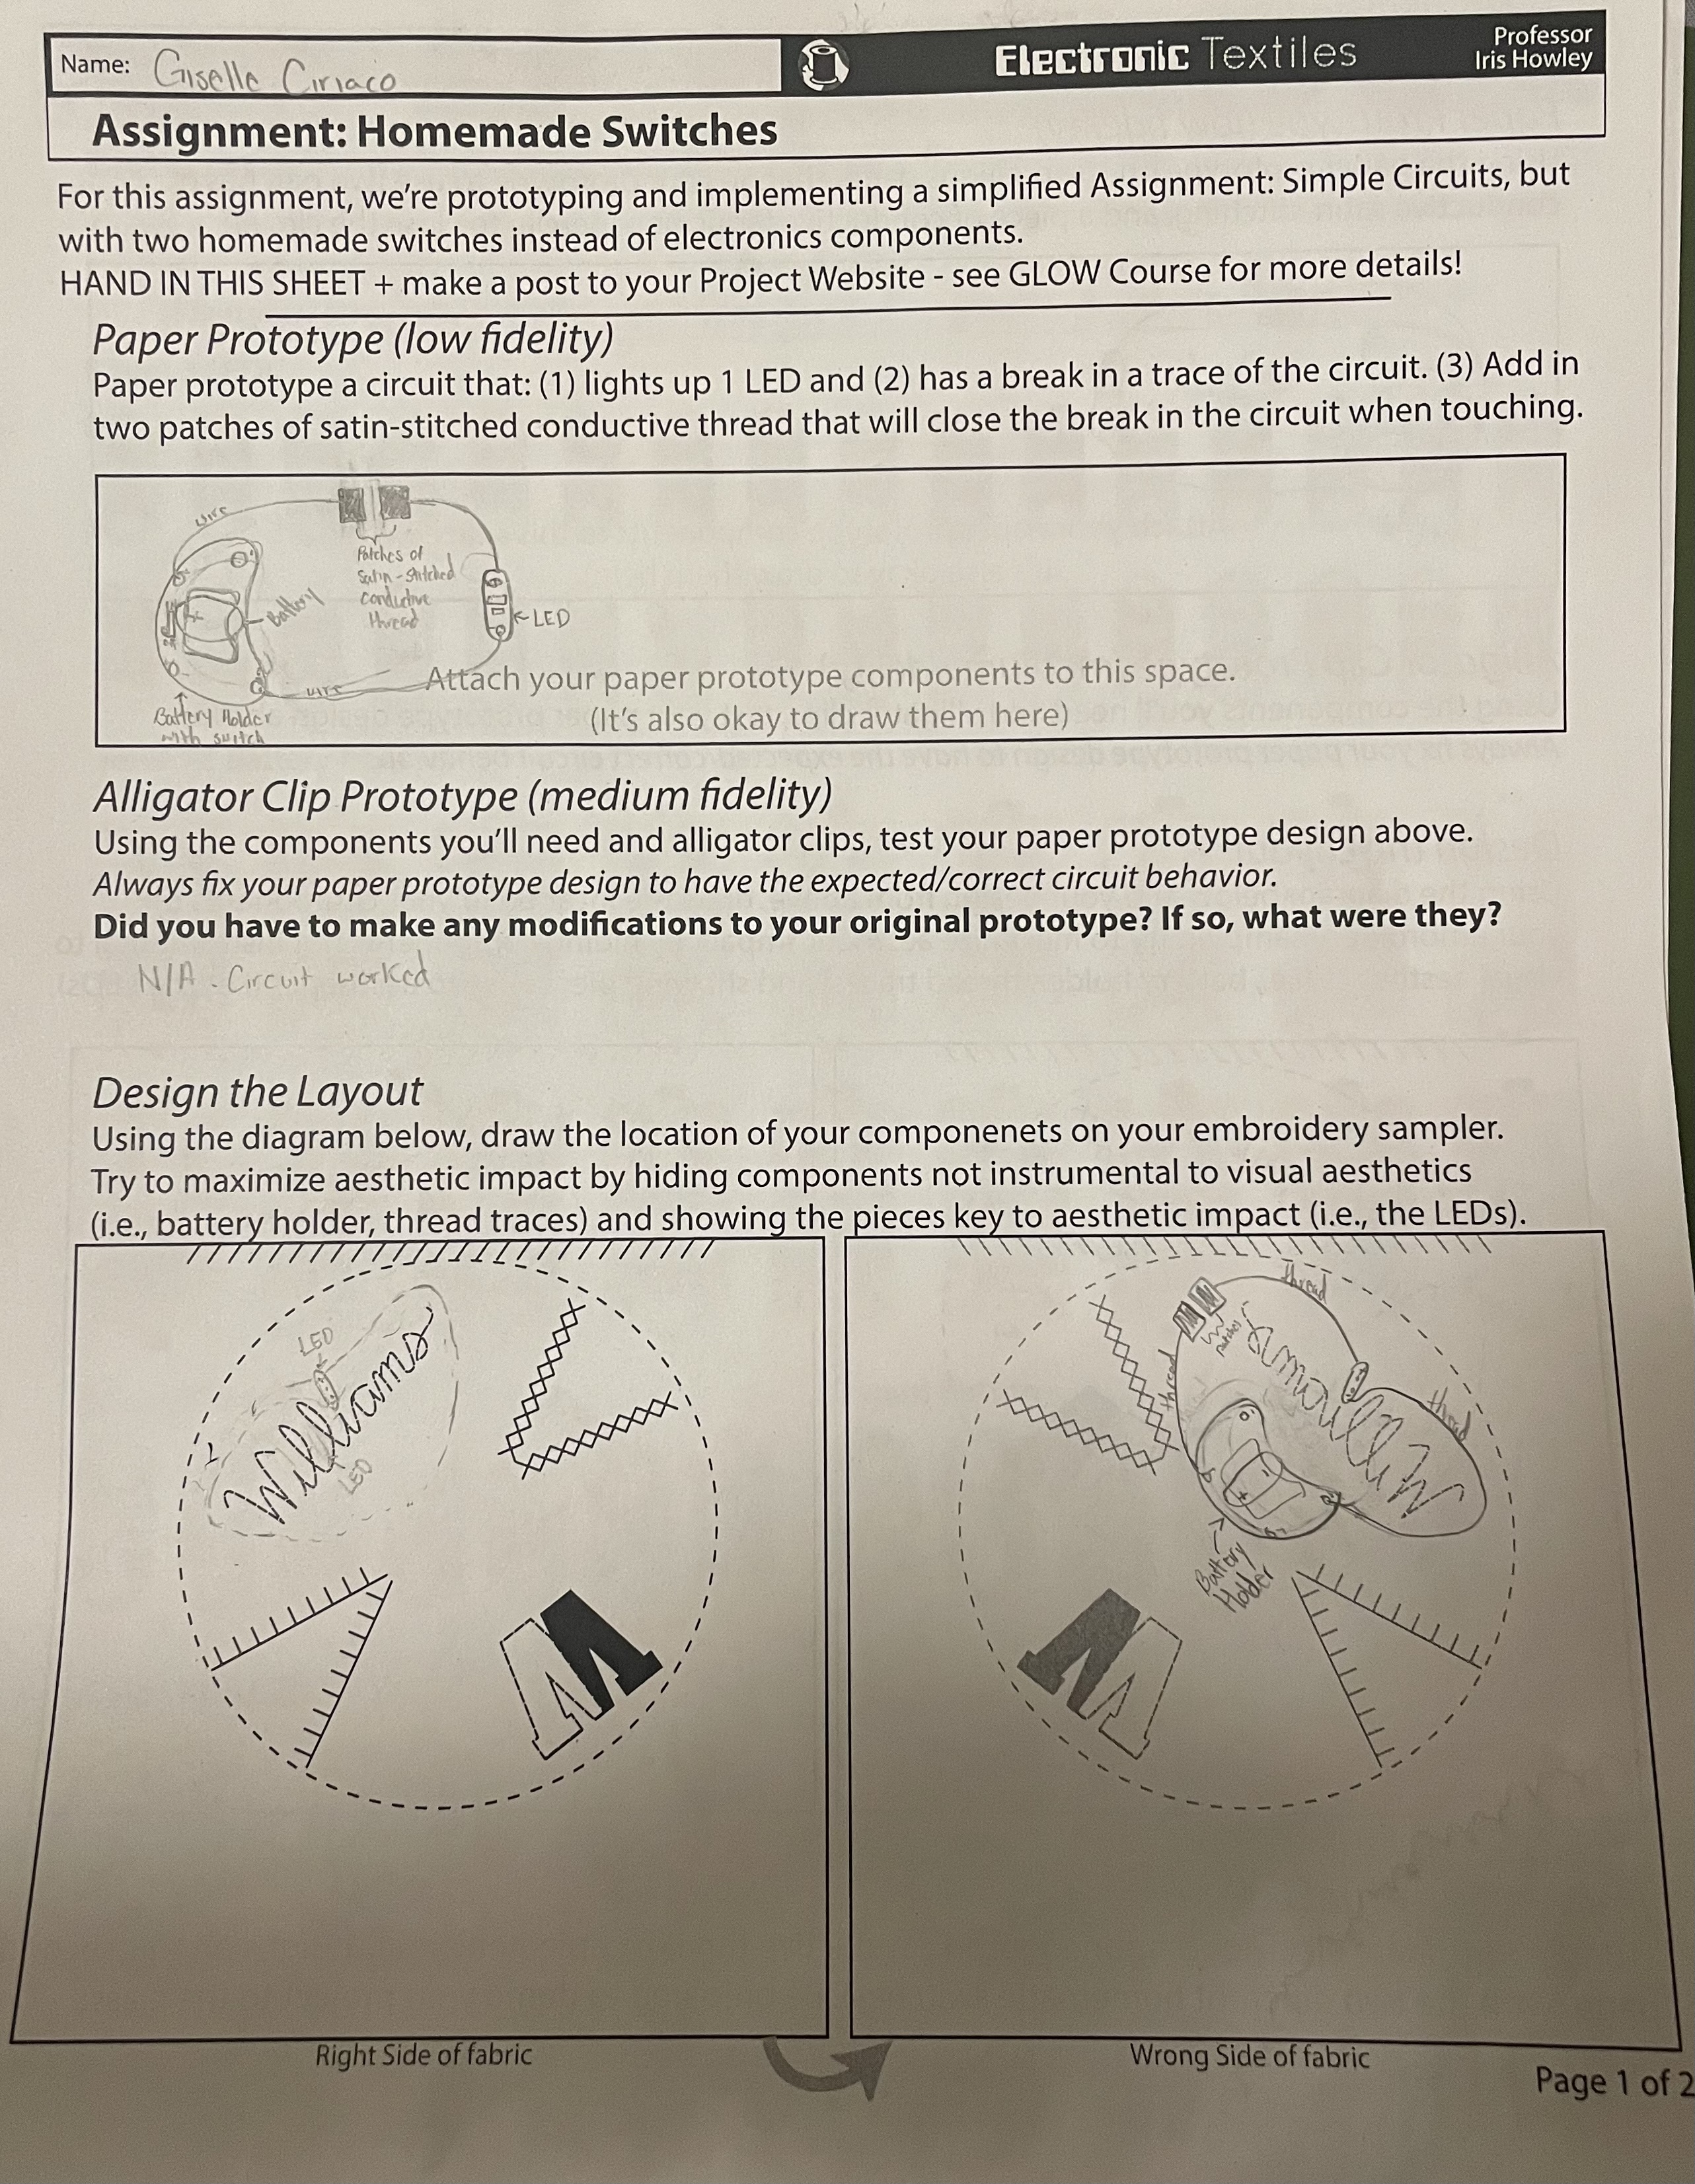 Name: Giselle Ciriaco
Electronic Textiles
Professor
Iris Howley
Assignment: Homemade Switches
For this assignment, we're prototyping and implementing a simplified Assignment: Simple Circuits, but
with two homemade switches instead of electronics components.
HAND IN THIS SHEET + make a post to your Project Website - see GLOW Course for more details!
Paper Prototype (low fidelity)
Paper prototype a circuit that: (1) lights up 1 LED and (2) has a break in a trace of the circuit. (3) Add in
two patches of satin-stitched conductive thread that will close the break in the circuit when touching.
wire
Patches of
Satin-Stitched
Conductive
thread
Battery
LED
wire
Battery Holder
with switch
Attach your paper prototype components to this space.
(It's also okay to draw them here)
Alligator Clip Prototype (medium fidelity)
Using the components you'll need and alligator clips, test your paper prototype design above.
Always fix your paper prototype design to have the expected/correct circuit behavior.
Did you have to make any modifications to your original prototype? If so, what were they?
N/A. Circuit worked
Design the Layout
Using the diagram below, draw the location of your componenets on your embroidery sampler.
Try to maximize aesthetic impact by hiding components not instrumental to visual aesthetics
(i.e., battery holder, thread traces) and showing the pieces key to aesthetic impact (i.e., the LEDs).
LED
Williams
LED
W
thread
patches
thread
Williams
thread
Battery
Holder
W
Right Side of fabric
Wrong Side of fabric
Page 1 of 2